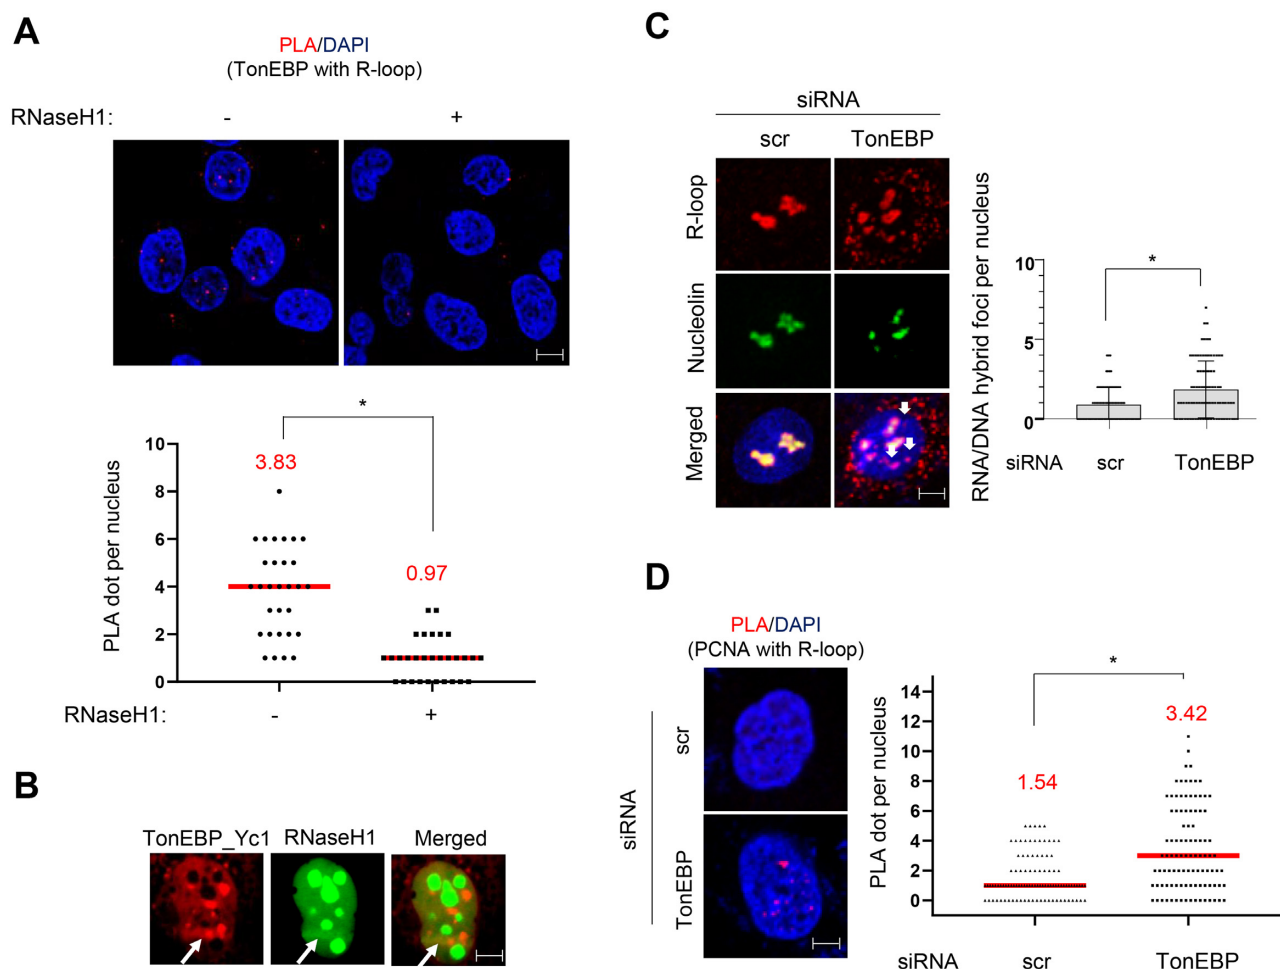 A
PLA/DAPI
(TonEBP with R-loop)
RNaseH1: - +
*
PLA dot per nucleus
10
8
6
4
2
0
3.83
0.97
RNaseH1: - +
B
TonEBP_Yc1 RNaseH1 Merged
C
siRNA
scr TonEBP
R-loop
Nucleolin
Merged
RNA/DNA hybrid foci per nucleus
10
5
0
*
siRNA scr TonEBP
D
PLA/DAPI
(PCNA with R-loop)
siRNA
scr
TonEBP
PLA dot per nucleus
14
12
10
8
6
4
2
0
*
1.54
3.42
siRNA scr TonEBP